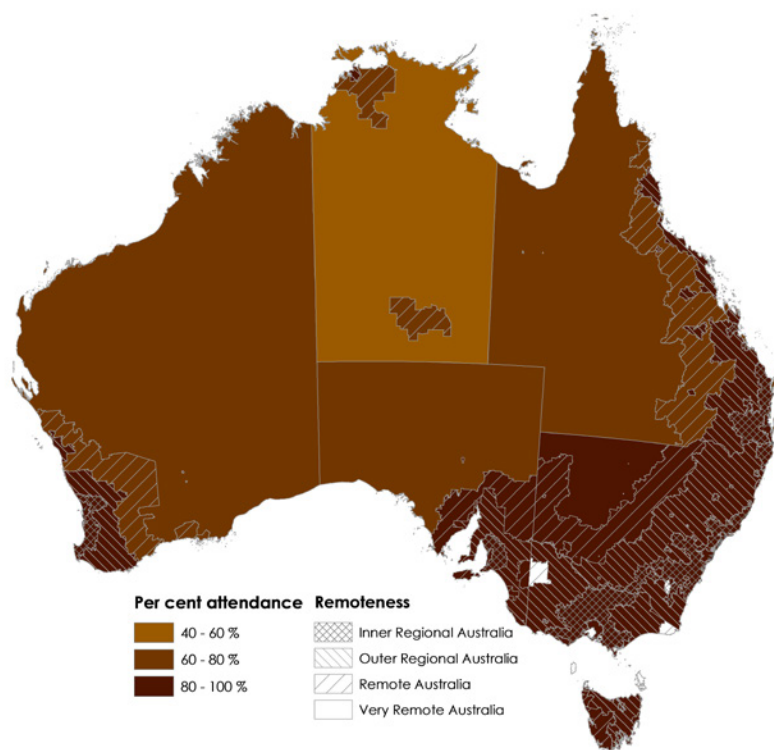 Per cent attendance
40 - 60 %
60 - 80 %
80 - 100 %
Remoteness
Inner Regional Australia
Outer Regional Australia
Remote Australia
Very Remote Australia